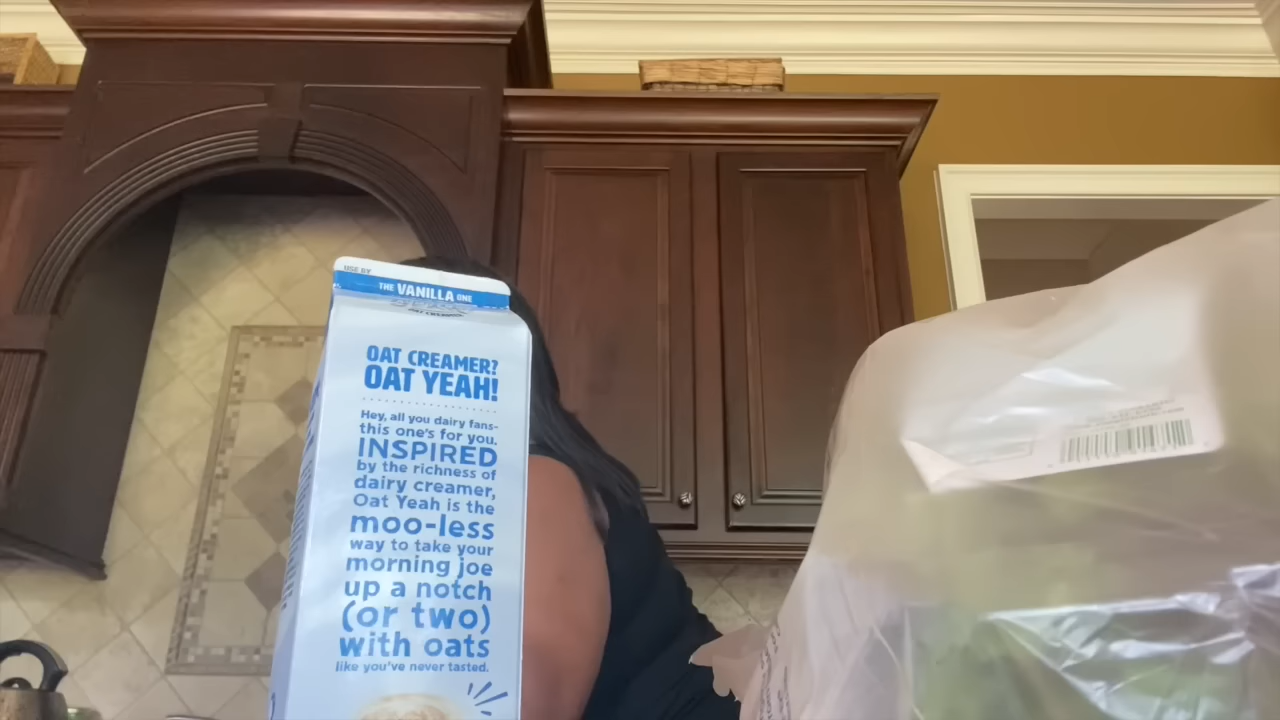 USE BY
THE VANILLA ONE
OAT CREAMER?
OAT YEAH!
Hey, all you dairy fans-
this one's for you.
INSPIRED
by the richness of
dairy creamer,
Oat Yeah is the
moo-less
way to take your
morning joe
up a notch
(or two)
with oats
like you've never tasted.